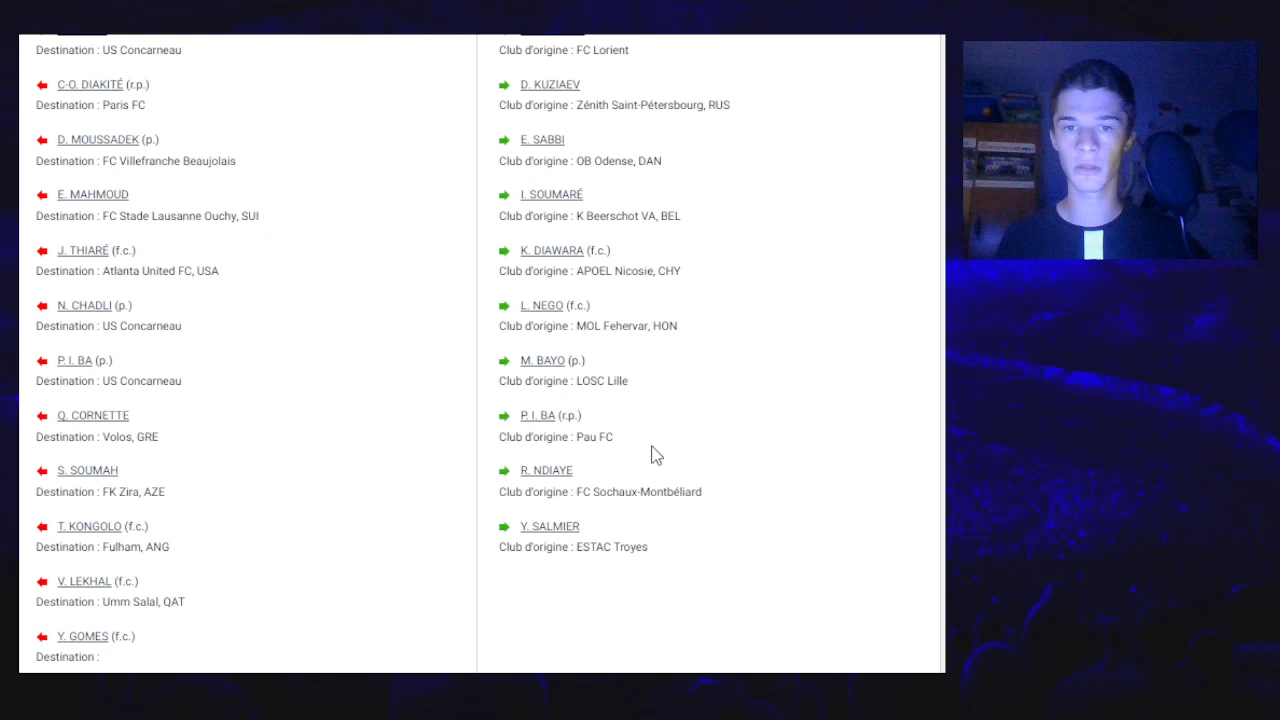 Destination : US Concarneau
C-O. DIAKITÉ (r.p.)
Destination : Paris FC
D. MOUSSADEK (p.)
Destination : FC Villefranche Beaujolais
E. MAHMOUD
Destination : FC Stade Lausanne Ouchy, SUI
J. THIARÉ (f.c.)
Destination : Atlanta United FC, USA
N. CHADLI (p.)
Destination : US Concarneau
P. I. BA (p.)
Destination : US Concarneau
Q. CORNETTE
Destination : Volos, GRE
S. SOUMAH
Destination : FK Zira, AZE
T. KONGOLO (f.c.)
Destination : Fulham, ANG
V. LEKHAL (f.c.)
Destination : Umm Salal, QAT
Y. GOMES (f.c.)
Destination :
Club d'origine : FC Lorient
D. KUZIAEV
Club d'origine : Zénith Saint-Pétersbourg, RUS
E. SABBI
Club d'origine : OB Odense, DAN
I. SOUMARÉ
Club d'origine : K Beerschot VA, BEL
K. DIAWARA (f.c.)
Club d'origine : APOEL Nicosie, CHY
L. NEGO (f.c.)
Club d'origine : MOL Fehervar, HON
M. BAYO (p.)
Club d'origine : LOSC Lille
P. I. BA (r.p.)
Club d'origine : Pau FC
R. NDIAYE
Club d'origine : FC Sochaux-Montbéliard
Y. SALMIER
Club d'origine : ESTAC Troyes